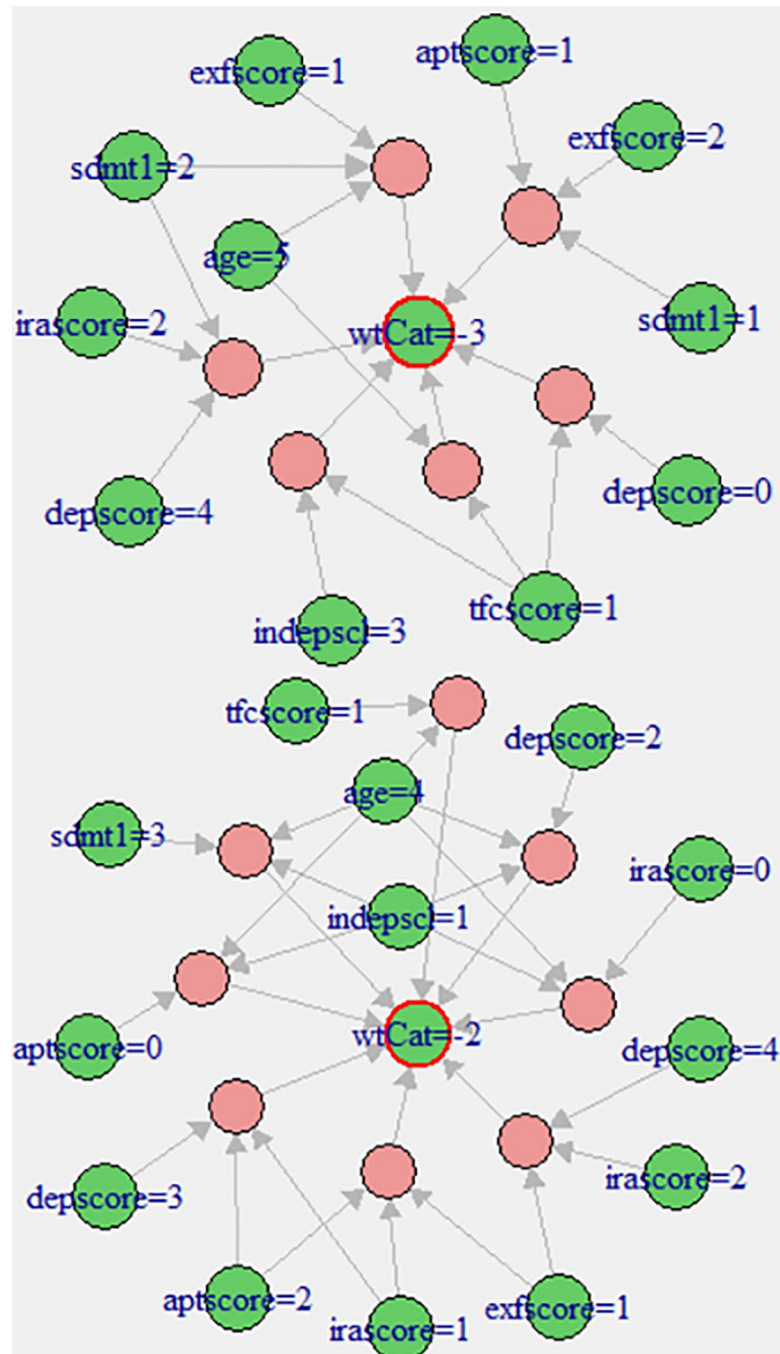 aptscore=1
exfscore=1
exfscore=2
sdmt1=2
age=5
irascore=2
sdmt1=1
wtCat=-3
depscore=0
depscore=4
tfcscore=1
indepscl=3
tfcscore=1
depscore=2
age=4
sdmt1=3
irascore=0
indepscl=1
wtCat=-2
aptscore=0
depscore=4
irascore=2
depscore=3
aptscore=2
exfscore=1
irascore=1